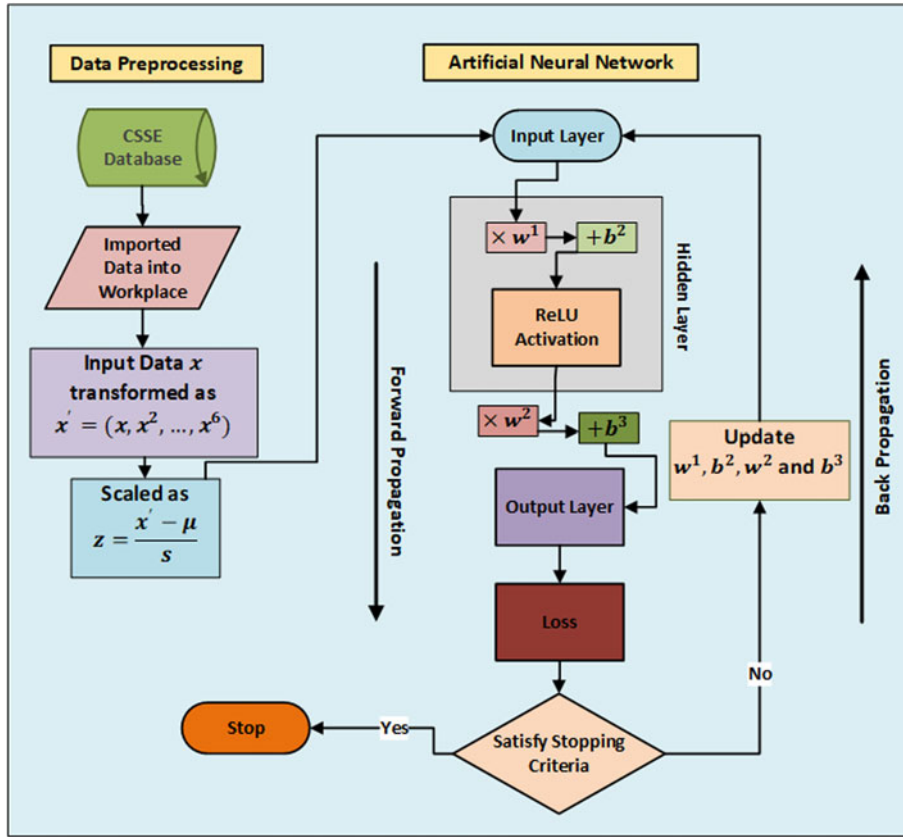 Data Preprocessing
CSSE
Database
Imported
Data into
Workplace
Input Data x
transformed as
x' = (x, x², ..., x⁶)
Scaled as
z = (x' − μ) / s
Artificial Neural Network
Input Layer
× w¹
+ b²
ReLU
Activation
Hidden Layer
× w²
+ b³
Output Layer
Loss
Satisfy Stopping
Criteria
Yes
Stop
No
Update
w¹, b², w² and b³
Forward Propagation
Back Propagation